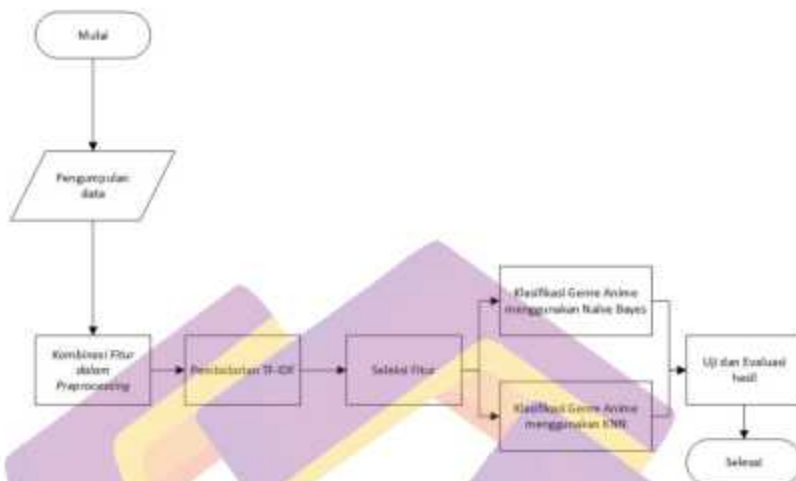 Mulai
Pengumpulan
data
Kombinasi Fitur
dalam
Preprocessing
Pembobotan TF-IDF
Seleksi Fitur
Klasifikasi Genre Anime
menggunakan Naive Bayes
Klasifikasi Genre Anime
menggunakan KNN
Uji dan Evaluasi
hasil
Selesai